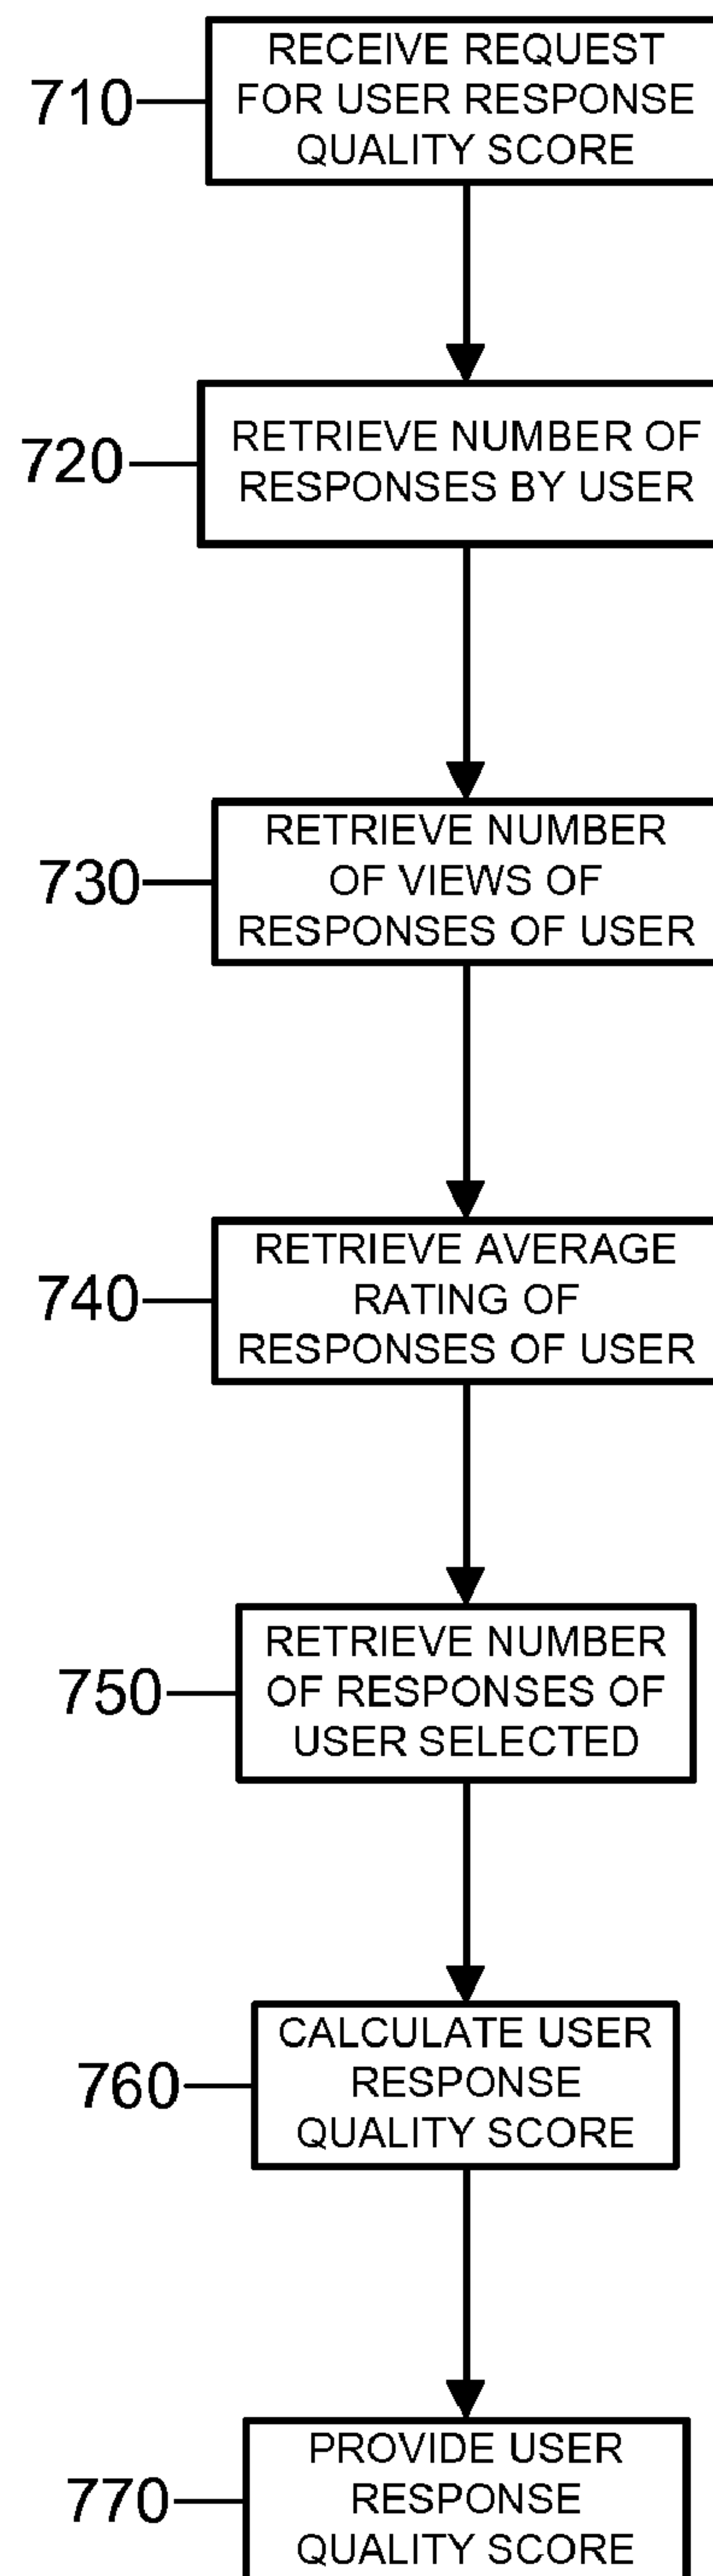 710
RECEIVE REQUEST
FOR USER RESPONSE
QUALITY SCORE
720
RETRIEVE NUMBER OF
RESPONSES BY USER
730
RETRIEVE NUMBER
OF VIEWS OF
RESPONSES OF USER
740
RETRIEVE AVERAGE
RATING OF
RESPONSES OF USER
750
RETRIEVE NUMBER
OF RESPONSES OF
USER SELECTED
760
CALCULATE USER
RESPONSE
QUALITY SCORE
770
PROVIDE USER
RESPONSE
QUALITY SCORE